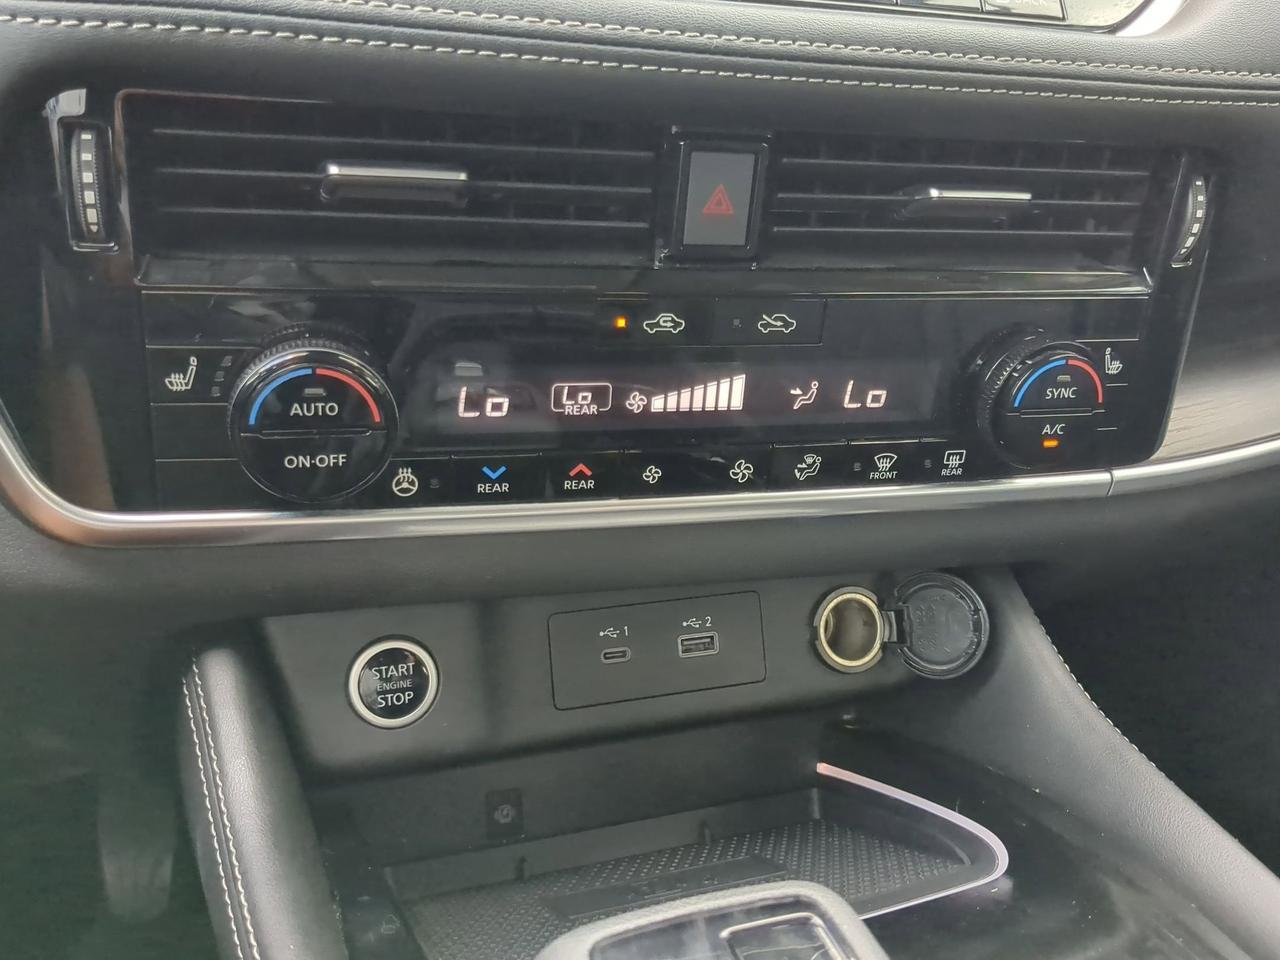 AUTO
ON·OFF
Lo
Lo
REAR
Lo
SYNC
A/C
REAR
REAR
FRONT
REAR
START
ENGINE
STOP
1
2